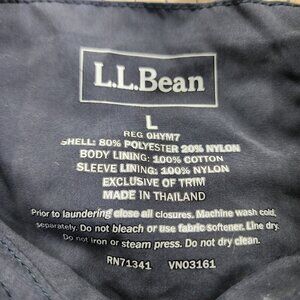 L.L.Bean
L
REG 0HYM7
SHELL: 80% POLYESTER 20% NYLON
BODY LINING: 100% COTTON
SLEEVE LINING: 100% NYLON
EXCLUSIVE OF TRIM
MADE IN THAILAND
Prior to laundering close all closures. Machine wash cold,
separately. Do not bleach or use fabric softener. Line dry.
Do not iron or steam press. Do not dry clean.
RN71341 VN03161